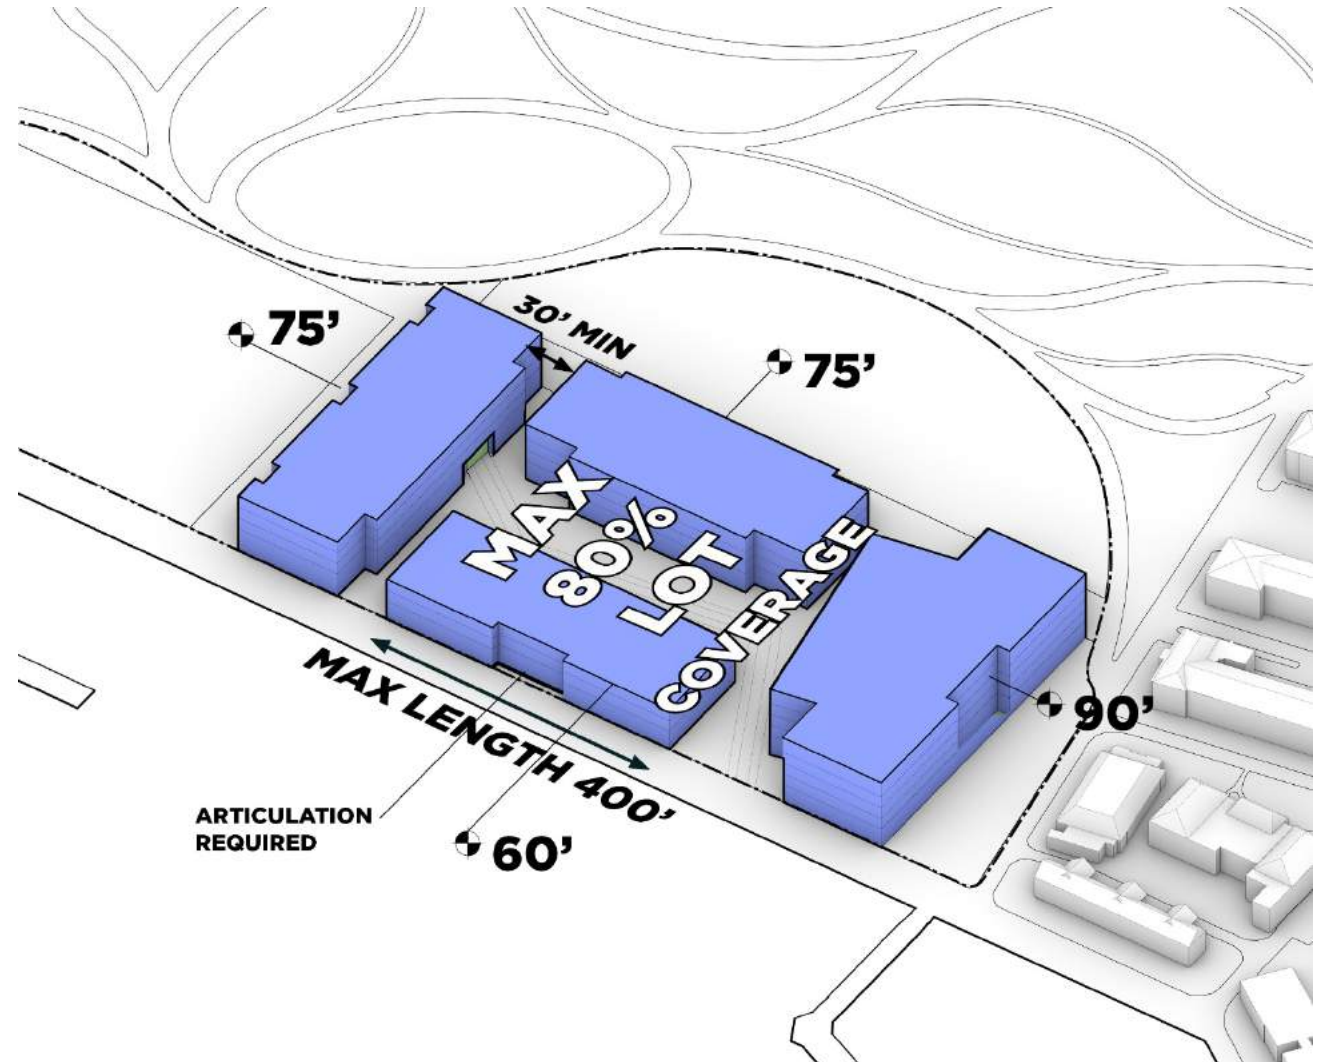 75’
30’ MIN
75’
MAX
80%
LOT
COVERAGE
90’
MAX LENGTH 400’
ARTICULATION
REQUIRED
60’